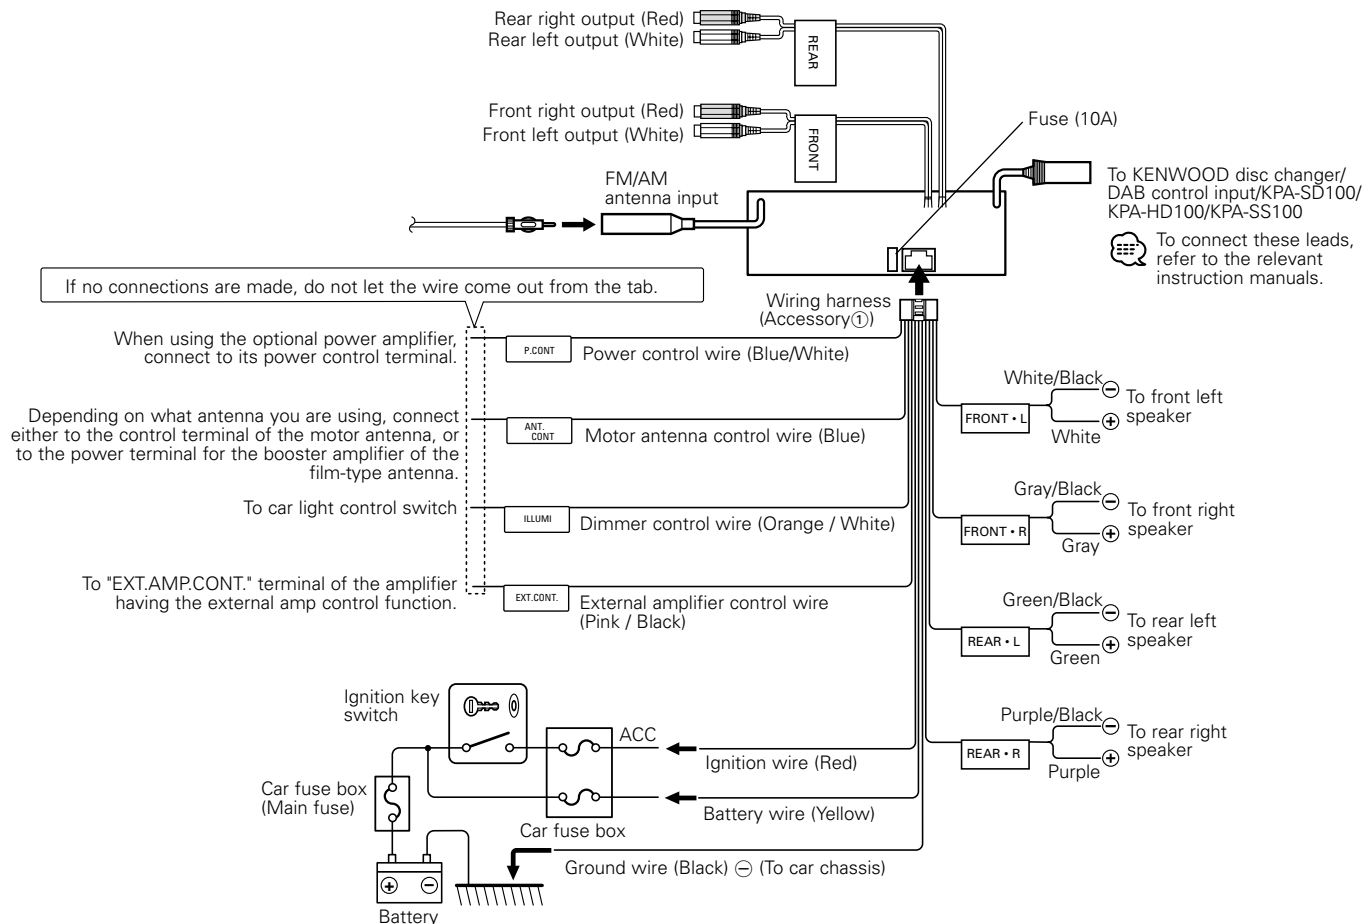 Rear right output (Red)
Rear left output (White)
REAR
Front right output (Red)
Front left output (White)
FRONT
Fuse (10A)
FM/AM
antenna input
To KENWOOD disc changer/
DAB control input/KPA-SD100/
KPA-HD100/KPA-SS100
To connect these leads,
refer to the relevant
instruction manuals.
If no connections are made, do not let the wire come out from the tab.
Wiring harness
(Accessory①)
When using the optional power amplifier,
connect to its power control terminal.
P.CONT
Power control wire (Blue/White)
Depending on what antenna you are using, connect
either to the control terminal of the motor antenna, or
to the power terminal for the booster amplifier of the
film-type antenna.
ANT.
CONT
Motor antenna control wire (Blue)
To car light control switch
ILLUMI
Dimmer control wire (Orange / White)
To "EXT.AMP.CONT." terminal of the amplifier
having the external amp control function.
EXT.CONT.
External amplifier control wire
(Pink / Black)
White/Black
⊖
FRONT • L
White
⊕
To front left
speaker
Gray/Black
⊖
FRONT • R
Gray
⊕
To front right
speaker
Green/Black
⊖
REAR • L
Green
⊕
To rear left
speaker
Purple/Black
⊖
REAR • R
Purple
⊕
To rear right
speaker
Ignition key
switch
ACC
Ignition wire (Red)
Car fuse box
(Main fuse)
Battery wire (Yellow)
Car fuse box
Ground wire (Black) ⊖ (To car chassis)
⊕ ⊖
Battery